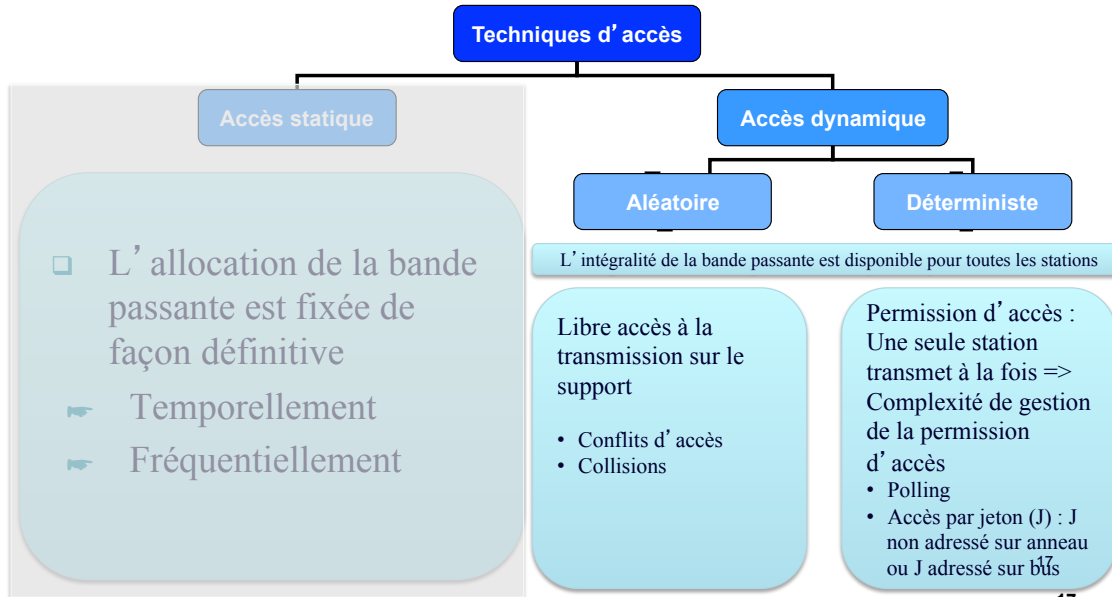 Techniques d’accès
Accès statique
Accès dynamique
Aléatoire
Déterministe
L’intégralité de la bande passante est disponible pour toutes les stations
❑ L’allocation de la bande
passante est fixée de
façon définitive
☛ Temporellement
☛ Fréquentiellement
Libre accès à la
transmission sur le
support
• Conflits d’accès
• Collisions
Permission d’accès :
Une seule station
transmet à la fois =>
Complexité de gestion
de la permission
d’accès
• Polling
• Accès par jeton (J) : J
non adressé sur anneau
ou J adressé sur bus
17
17